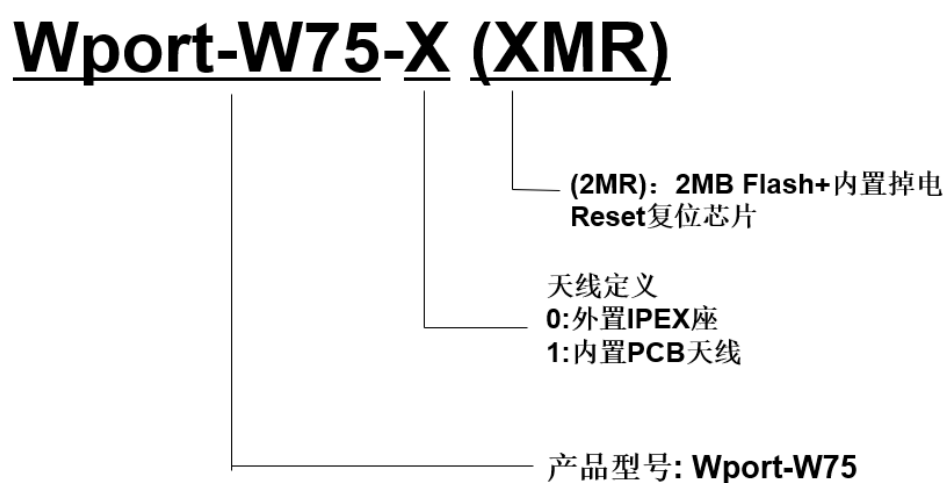 Wport-W75-X (XMR)
(2MR)：2MB Flash+内置掉电
Reset复位芯片
天线定义
0:外置IPEX座
1:内置PCB天线
产品型号: Wport-W75